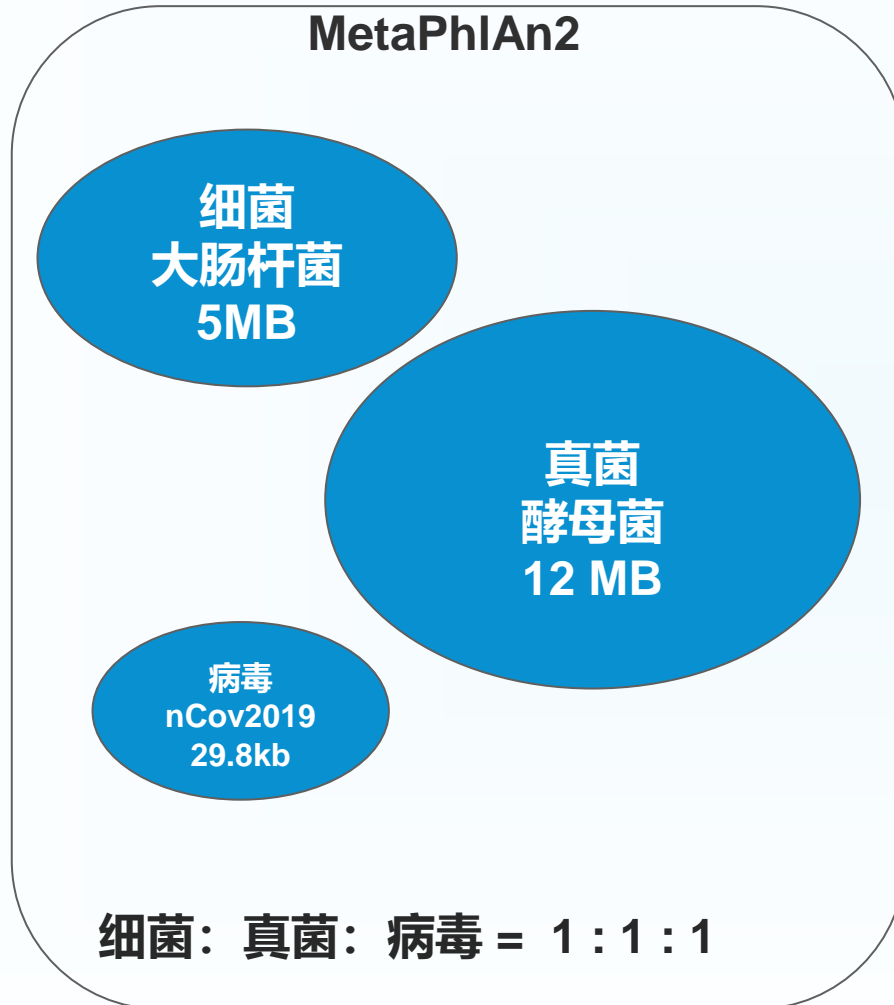 MetaPhlAn2
细菌
大肠杆菌
5MB
真菌
酵母菌
12 MB
病毒
nCov2019
29.8kb
细菌：真菌：病毒 = 1 : 1 : 1